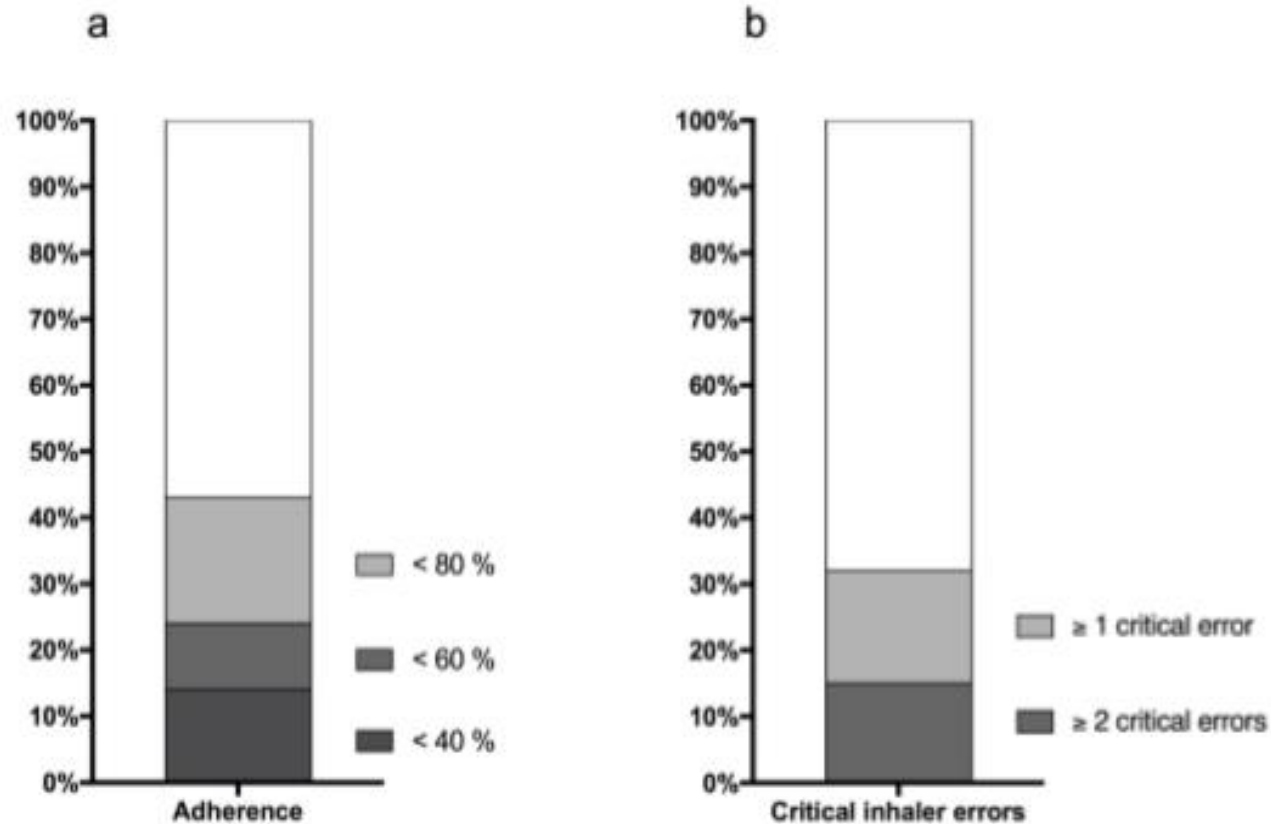 a
100%
90%
80%
70%
60%
50%
40%
30%
20%
10%
0%
< 80 %
< 60 %
< 40 %
Adherence
b
100%
90%
80%
70%
60%
50%
40%
30%
20%
10%
0%
≥ 1 critical error
≥ 2 critical errors
Critical inhaler errors